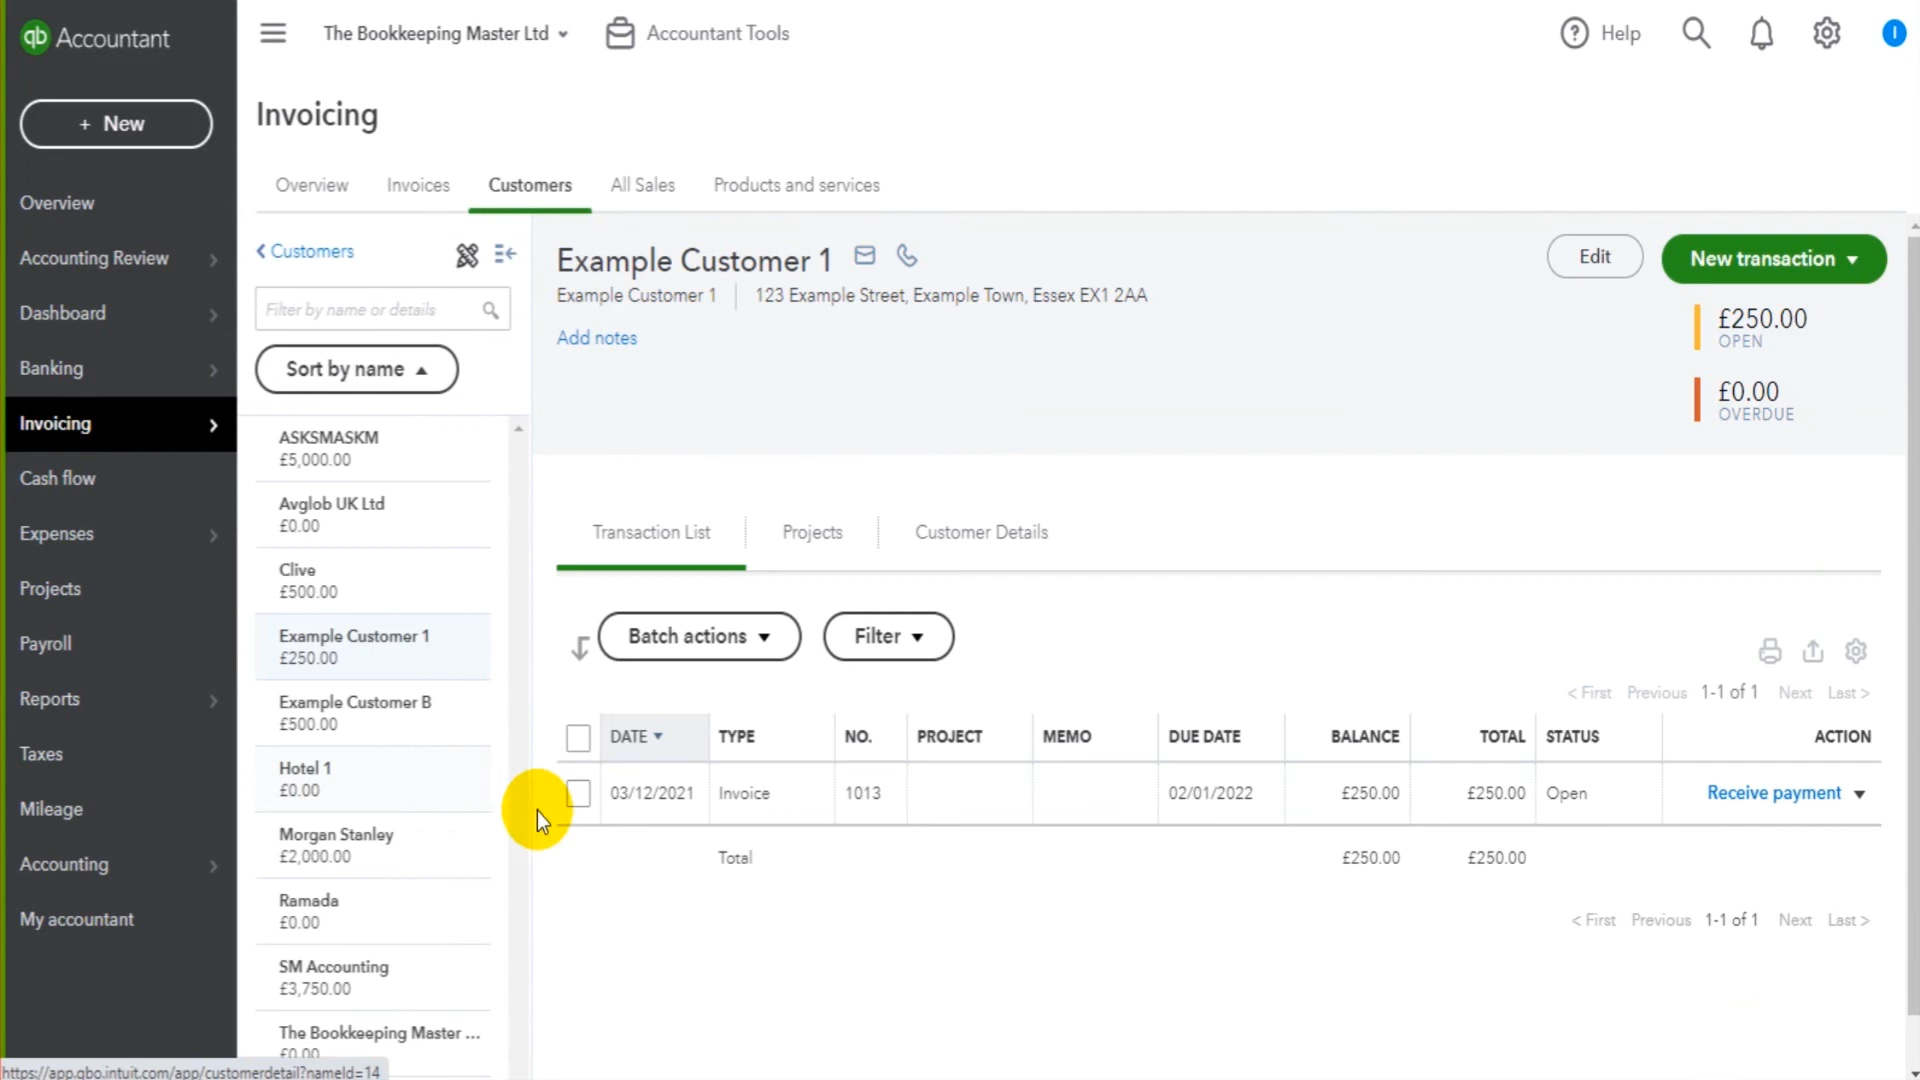 qb Accountant
The Bookkeeping Master Ltd
Accountant Tools
? Help
I
+ New
Overview
Accounting Review
Dashboard
Banking
Invoicing
Cash flow
Expenses
Projects
Payroll
Reports
Taxes
Mileage
Accounting
My accountant
Invoicing
Overview Invoices Customers All Sales Products and services
Customers
Filter by name or details
Sort by name
ASKSMASKM
£5,000.00
Avglob UK Ltd
£0.00
Clive
£500.00
Example Customer 1
£250.00
Example Customer B
£500.00
Hotel 1
£0.00
Morgan Stanley
£2,000.00
Ramada
£0.00
SM Accounting
£3,750.00
The Bookkeeping Master ...
£0.00
Example Customer 1
Example Customer 1 123 Example Street, Example Town, Essex EX1 2AA
Add notes
Edit
New transaction
£250.00
OPEN
£0.00
OVERDUE
Transaction List Projects Customer Details
Batch actions Filter
< First Previous 1-1 of 1 Next Last >
DATE TYPE NO. PROJECT MEMO DUE DATE BALANCE TOTAL STATUS ACTION
03/12/2021 Invoice 1013 02/01/2022 £250.00 £250.00 Open Receive payment
Total £250.00 £250.00
< First Previous 1-1 of 1 Next Last >
https://app.qbo.intuit.com/app/customerdetail?nameId=14